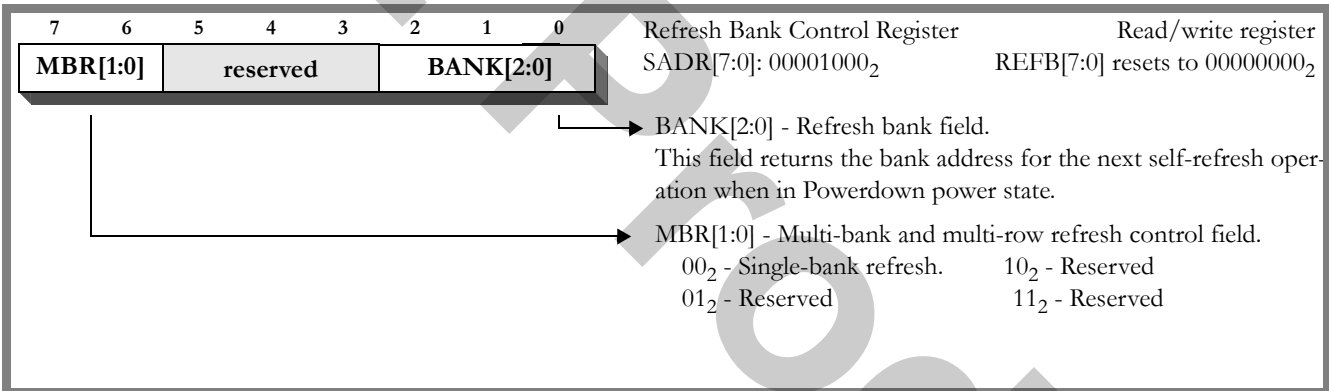 7 6 5 4 3 2 1 0
MBR[1:0] reserved BANK[2:0]
Refresh Bank Control Register Read/write register
SADR[7:0]: 00001000₂ REFB[7:0] resets to 00000000₂
BANK[2:0] - Refresh bank field.
This field returns the bank address for the next self-refresh oper-
ation when in Powerdown power state.
MBR[1:0] - Multi-bank and multi-row refresh control field.
00₂ - Single-bank refresh. 10₂ - Reserved
01₂ - Reserved 11₂ - Reserved